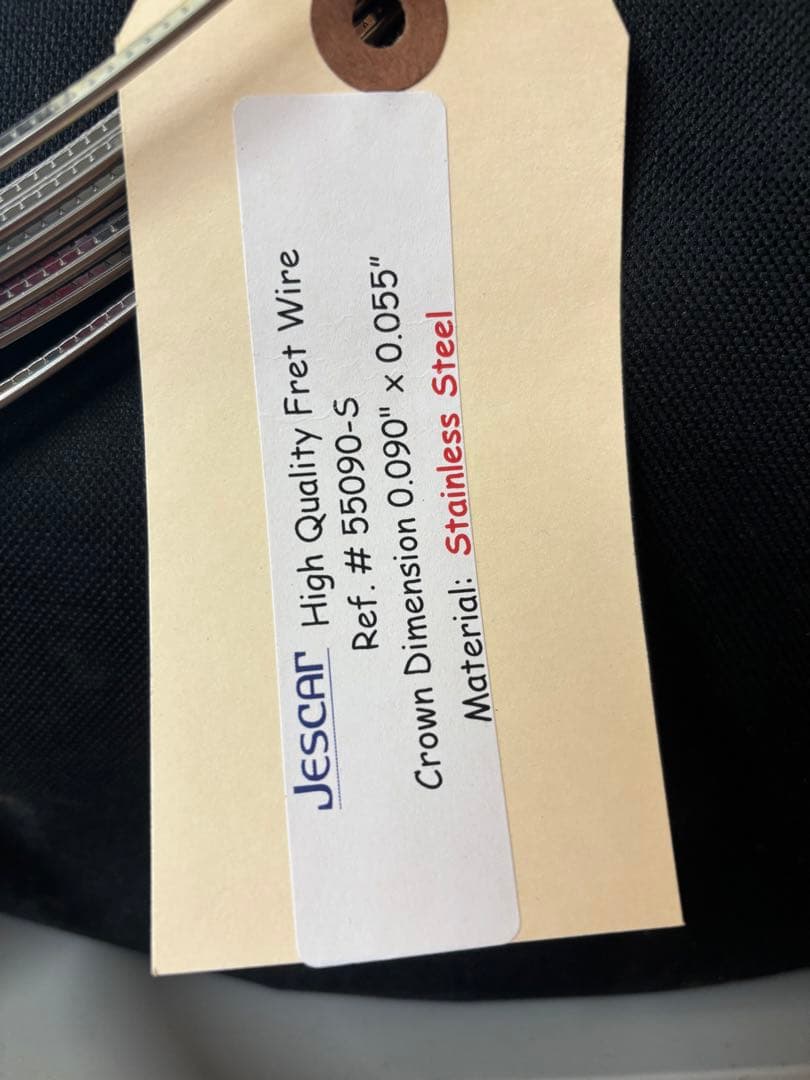 JESCAR High Quality Fret Wire
Ref. # 55090-S
Crown Dimension 0.090" x 0.055"
Material: Stainless Steel